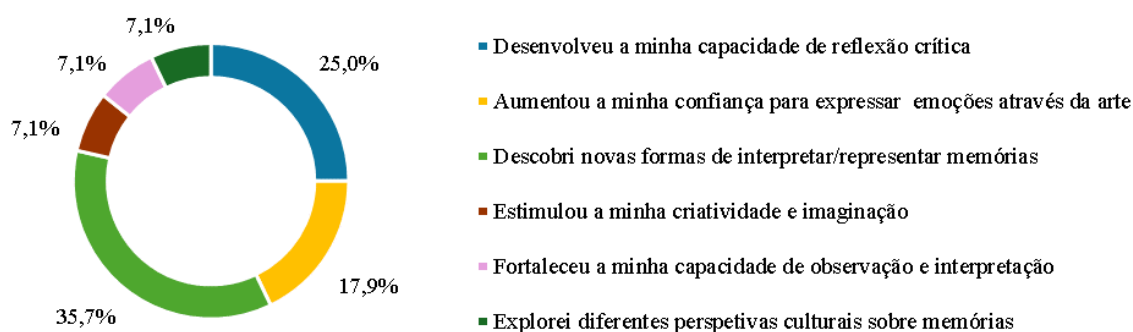 7,1%
7,1%
7,1%
25,0%
17,9%
35,7%
Desenvolveu a minha capacidade de reflexão crítica
Aumentou a minha confiança para expressar emoções através da arte
Descobri novas formas de interpretar/representar memórias
Estimulou a minha criatividade e imaginação
Fortaleceu a minha capacidade de observação e interpretação
Explorei diferentes perspetivas culturais sobre memórias